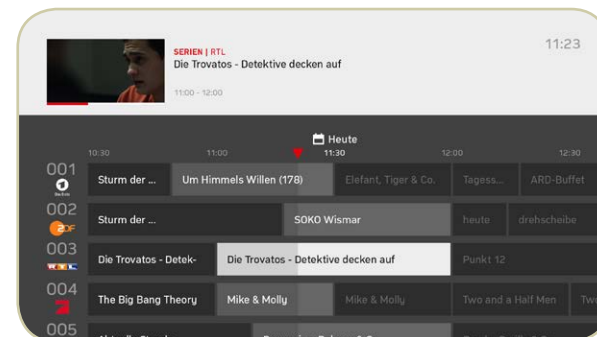 SERIEN | RTL
11:23
Die Trovatos - Detektive decken auf
11:00 - 12:00
Heute
10:30 11:00 11:30 12:00 12:30
001 Sturm der ... Um Himmels Willen (178) Elefant, Tiger & Co. Tagess... ARD-Buffet
002 Sturm der ... SOKO Wismar heute drehscheibe
ZDF
003 Die Trovatos - Detek- Die Trovatos - Detektive decken auf Punkt 12
RTL
004 The Big Bang Theory Mike & Molly Mike & Molly Two and a Half Men Two
005